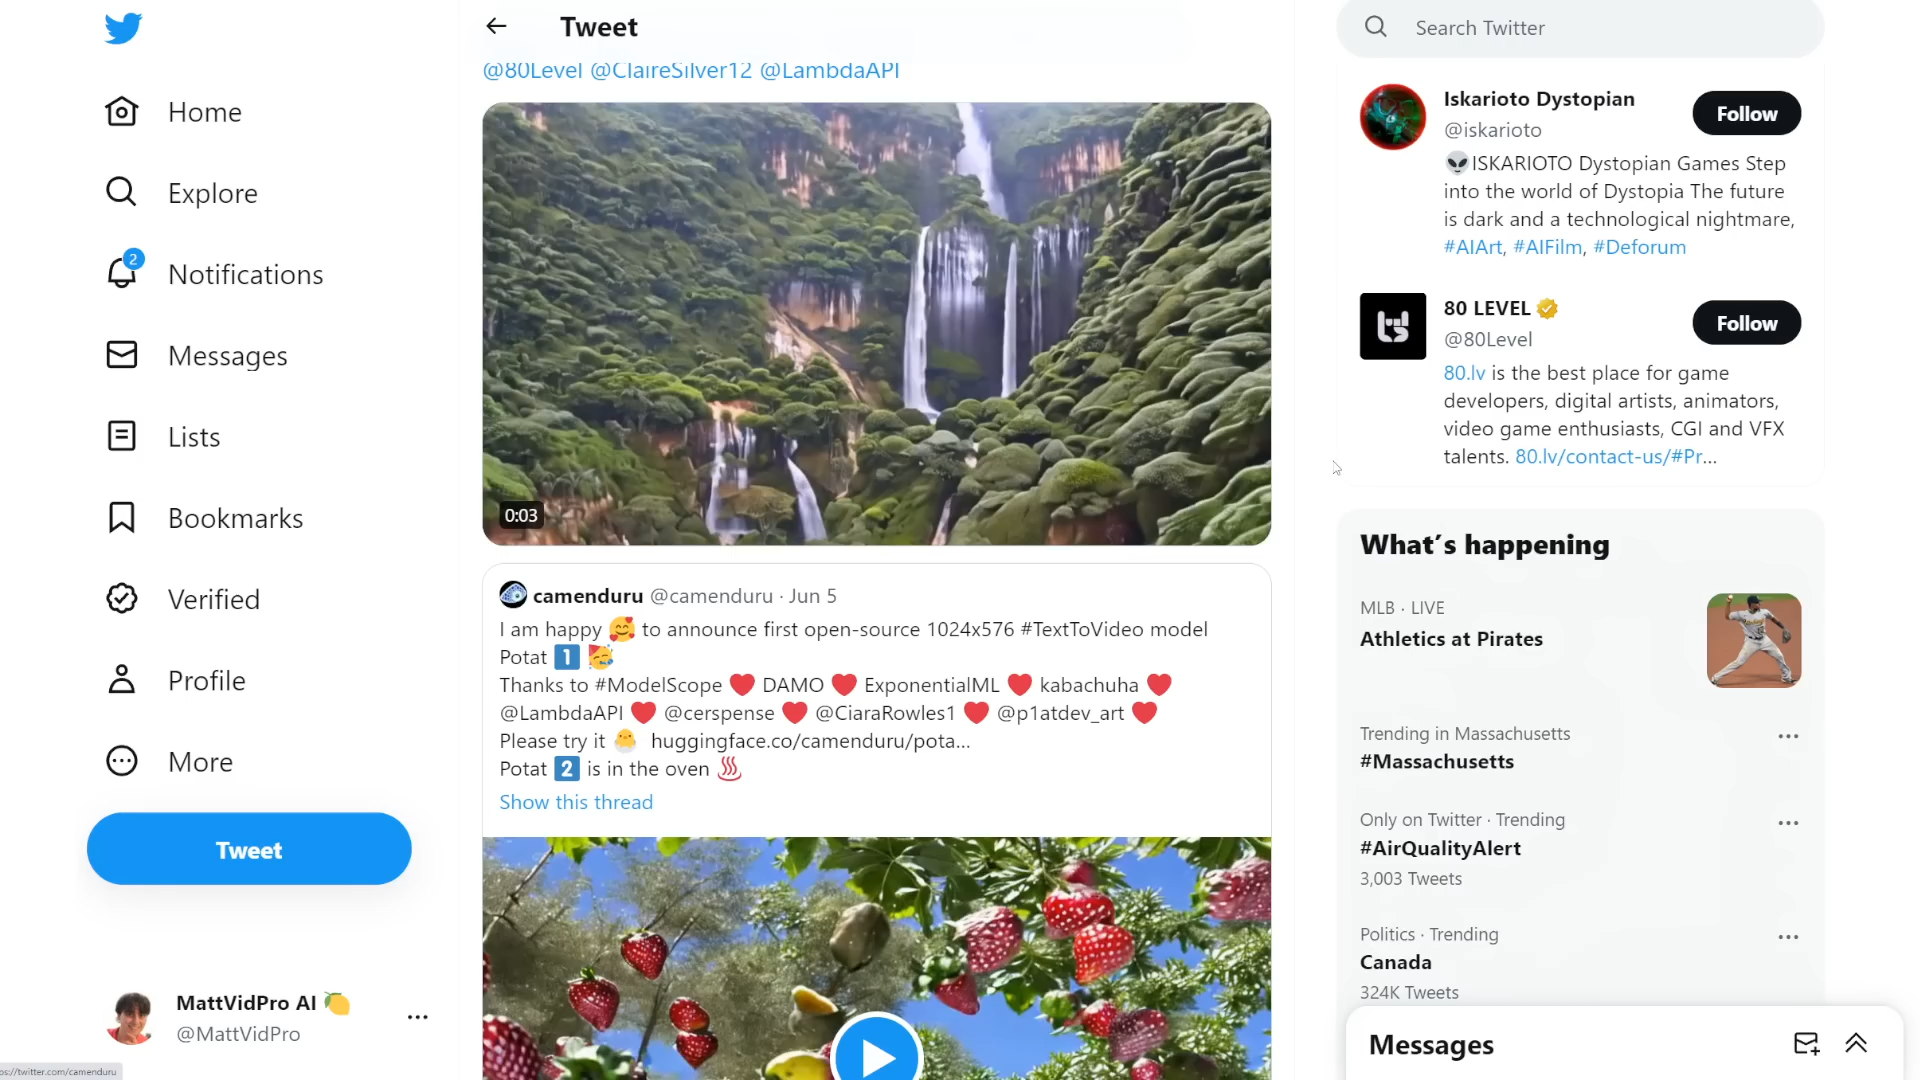 Home
Explore
2
Notifications
Messages
Lists
Bookmarks
Verified
Profile
More
Tweet
MattVidPro AI 🍋
@MattVidPro
ps://twitter.com/camenduru
Tweet
@80Level @ClaireSilver12 @LambdaAPI
0:03
camenduru @camenduru · Jun 5
I am happy 🥰 to announce first open-source 1024x576 #TextToVideo model
Potat 1️⃣ 🥳
Thanks to #ModelScope ❤️ DAMO ❤️ ExponentialML ❤️ kabachuha ❤️
@LambdaAPI ❤️ @cerspense ❤️ @CiaraRowles1 ❤️ @p1atdev_art ❤️
Please try it 🐣 huggingface.co/camenduru/pota...
Potat 2️⃣ is in the oven ♨️
Show this thread
Search Twitter
Iskarioto Dystopian
@iskarioto
Follow
👽ISKARIOTO Dystopian Games Step
into the world of Dystopia The future
is dark and a technological nightmare,
#AIArt, #AIFilm, #Deforum
80 LEVEL
@80Level
Follow
80.lv is the best place for game
developers, digital artists, animators,
video game enthusiasts, CGI and VFX
talents. 80.lv/contact-us/#Pr...
What's happening
MLB · LIVE
Athletics at Pirates
Trending in Massachusetts
#Massachusetts
Only on Twitter · Trending
#AirQualityAlert
3,003 Tweets
Politics · Trending
Canada
324K Tweets
Messages